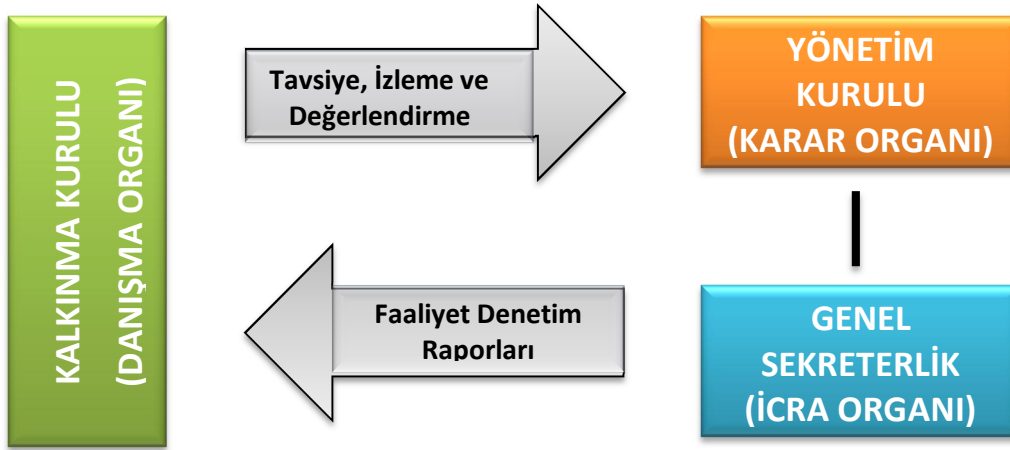 KALKINMA KURULU
(DANIŞMA ORGANI)
Tavsiye, İzleme ve
Değerlendirme
YÖNETİM
KURULU
(KARAR ORGANI)
Faaliyet Denetim
Raporları
GENEL
SEKRETERLİK
(İCRA ORGANI)